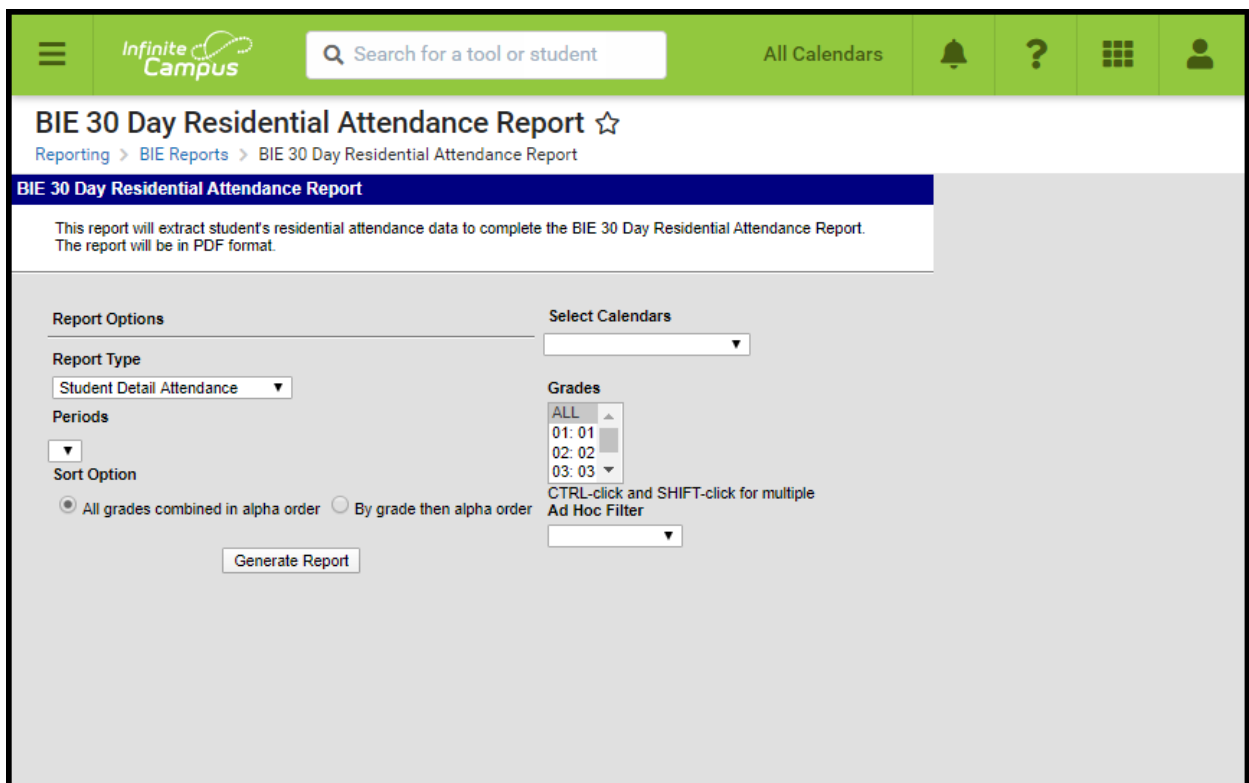 Infinite Campus
Search for a tool or student
All Calendars
?
BIE 30 Day Residential Attendance Report
Reporting > BIE Reports > BIE 30 Day Residential Attendance Report
BIE 30 Day Residential Attendance Report
This report will extract student's residential attendance data to complete the BIE 30 Day Residential Attendance Report.
The report will be in PDF format.
Report Options
Report Type
Student Detail Attendance
Periods
Sort Option
All grades combined in alpha order
By grade then alpha order
Generate Report
Select Calendars
Grades
ALL
01: 01
02: 02
03: 03
CTRL-click and SHIFT-click for multiple
Ad Hoc Filter